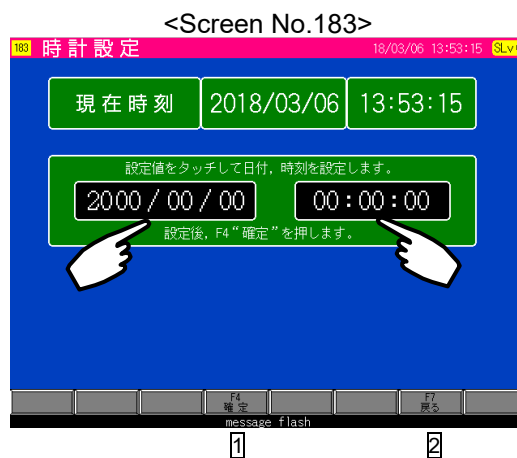 <Screen No.183>
183 時計設定 18/03/06 13:53:15 SLv
現在時刻 2018/03/06 13:53:15
設定値をタッチして日付，時刻を設定します。
2000/00/00 00:00:00
設定後，F4“確定”を押します。
F4 F7
確定 戻る
message flash
1 2